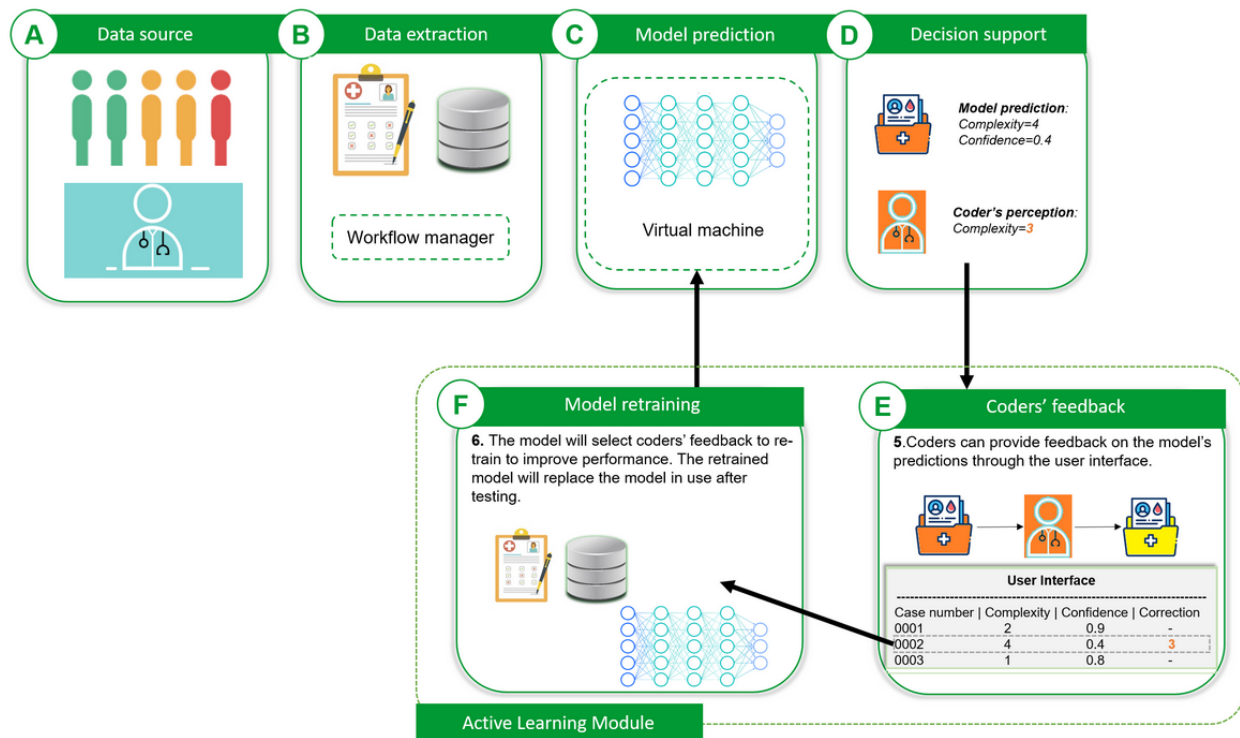 A
Data source
B
Data extraction
Workflow manager
C
Model prediction
Virtual machine
D
Decision support
Model prediction:
Complexity=4
Confidence=0.4
Coder's perception:
Complexity=3
F
Model retraining
6. The model will select coders' feedback to re-
train to improve performance. The retrained
model will replace the model in use after
testing.
E
Coders' feedback
5.Coders can provide feedback on the model's
predictions through the user interface.
User Interface
--------------------------------------------------------------------------------
Case number | Complexity | Confidence | Correction
0001 2 0.9 -
0002 4 0.4 3
0003 1 0.8 -
Active Learning Module